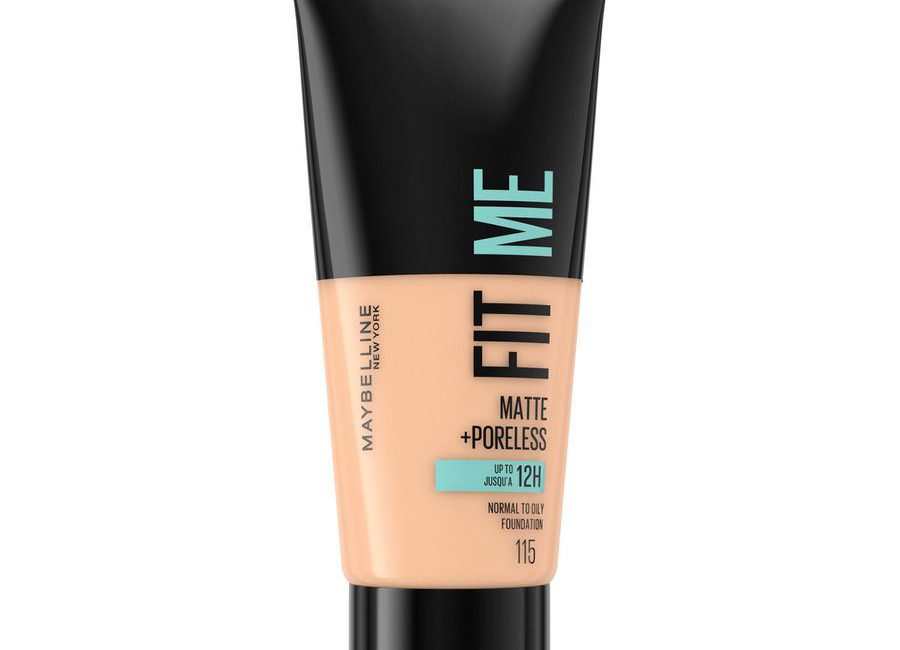 MAYBELLINE
NEW YORK
FIT ME
MATTE
+PORELESS
UP TO
JUSQU'A 12H
NORMAL TO OILY
FOUNDATION
115